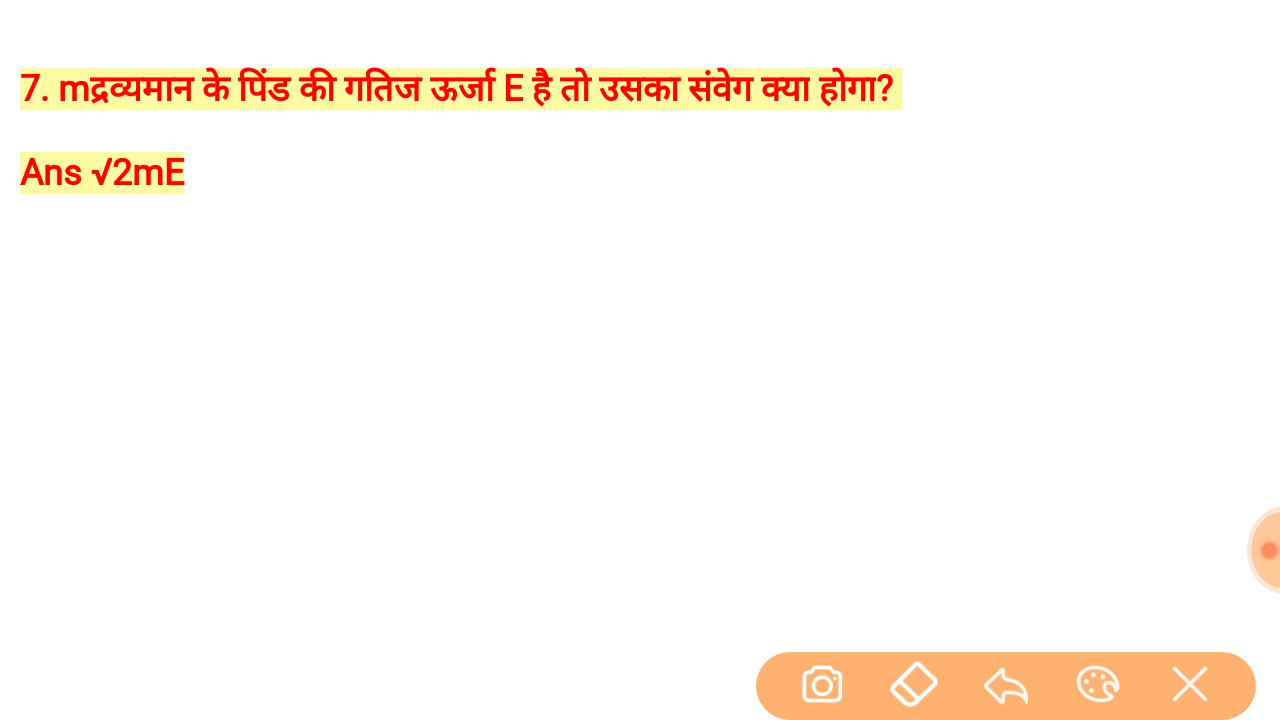 7. mद्रव्यमान के पिंड की गतिज ऊर्जा E है तो उसका संवेग क्या होगा?
Ans √2mE